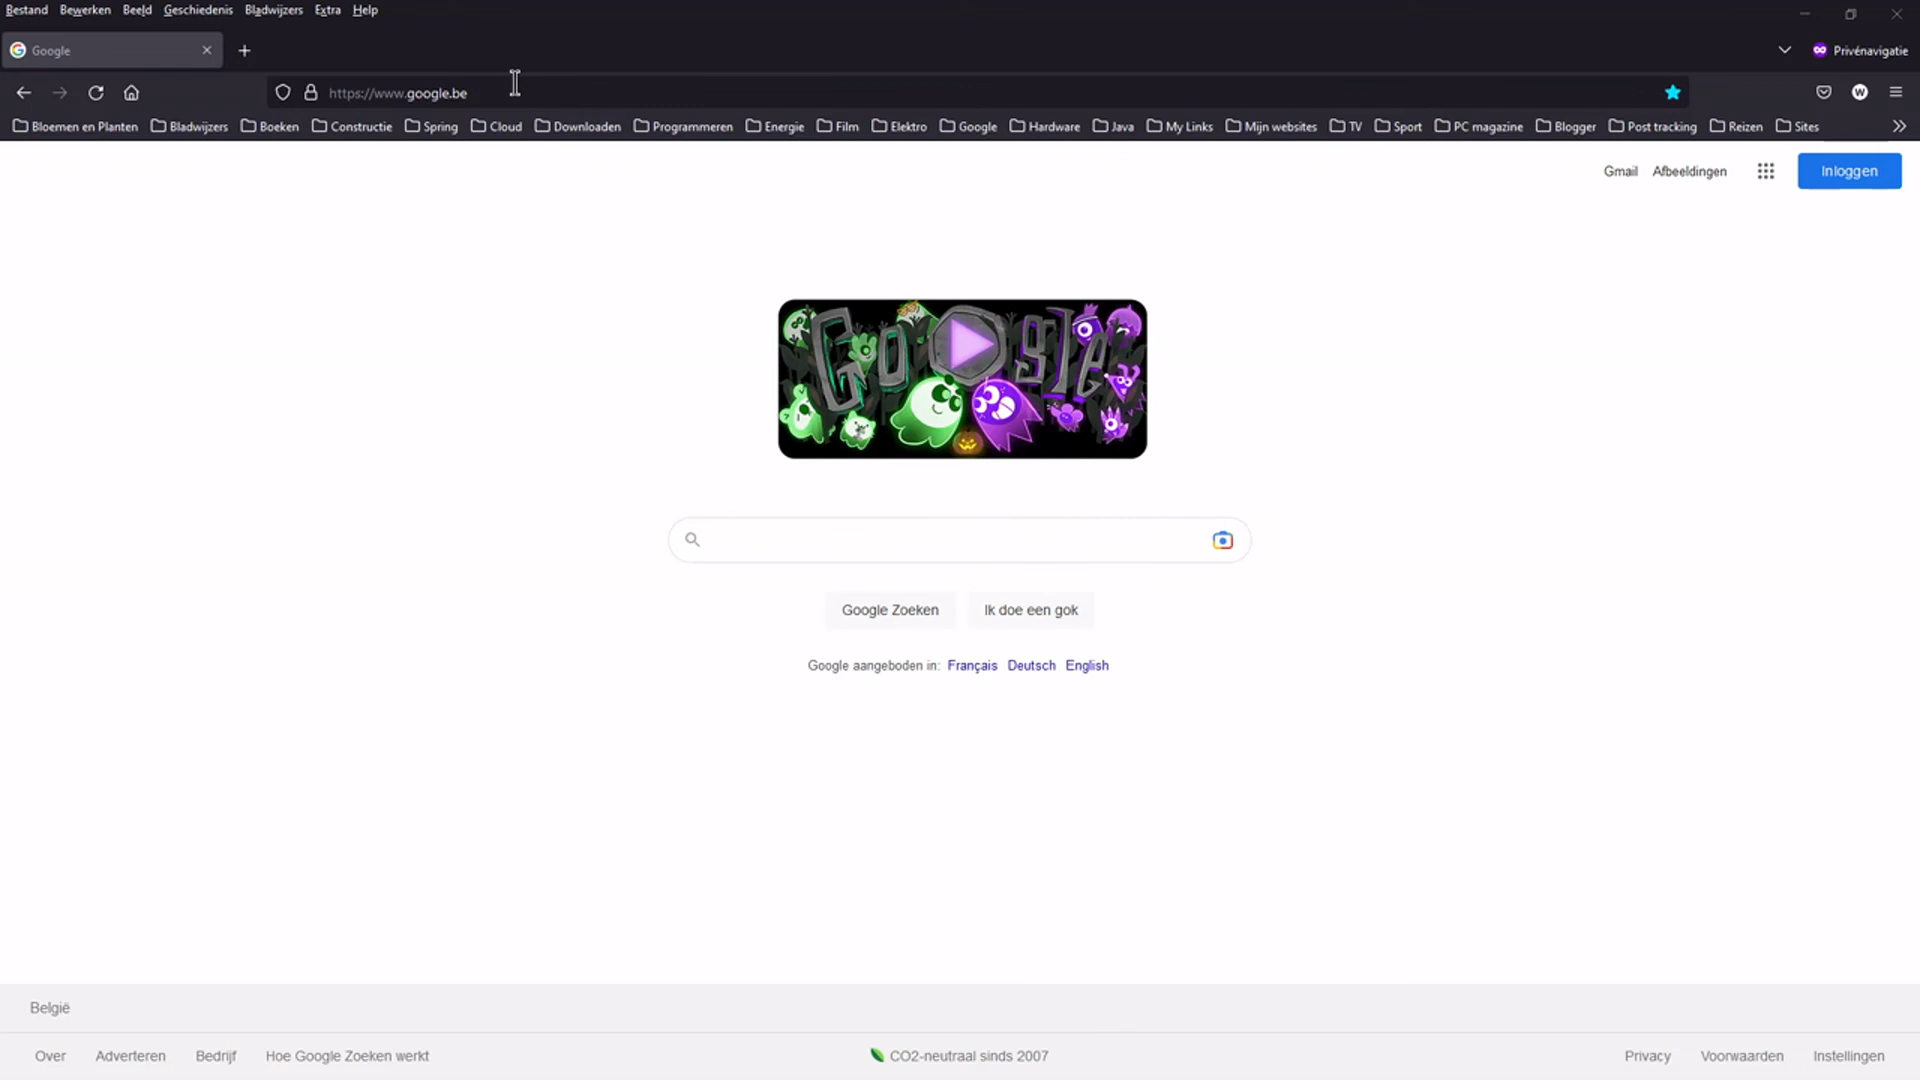 Bestand Bewerken Beeld Geschiedenis Bladwijzers Extra Help
Google
Privénavigatie
https://www.google.be
W
Bloemen en Planten Bladwijzers Boeken Constructie Spring Cloud Downloaden Programmeren Energie Film Elektro Google Hardware Java My Links Mijn websites TV Sport PC magazine Blogger Post tracking Reizen Sites
Gmail Afbeeldingen Inloggen
Google
Google Zoeken Ik doe een gok
Google aangeboden in: Français Deutsch English
België
Over Adverteren Bedrijf Hoe Google Zoeken werkt CO2-neutraal sinds 2007 Privacy Voorwaarden Instellingen